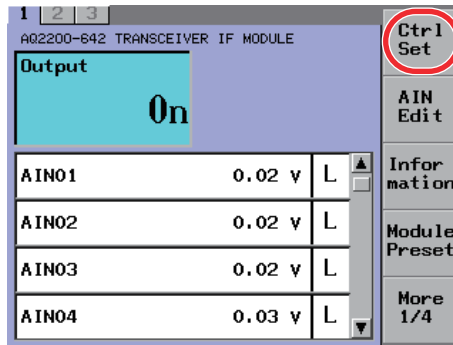 1 2 3
AQ2200-642 TRANSCEIVER IF MODULE
Output
On
AIN01 0.02 V L
AIN02 0.02 V L
AIN03 0.02 V L
AIN04 0.03 V L
Ctrl
Set
AIN
Edit
Infor
mation
Module
Preset
More
1/4